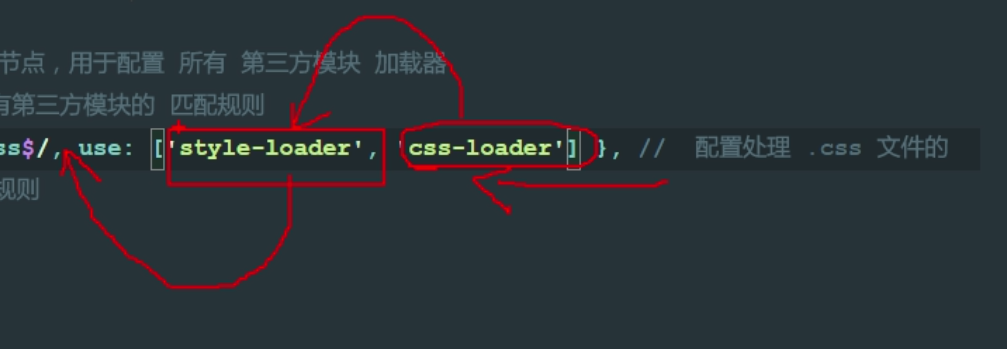 节点，用于配置 所有 第三方模块 加载器
有第三方模块的 匹配规则
ss$/, use: ['style-loader', 'css-loader'] }, // 配置处理 .css 文件的
规则